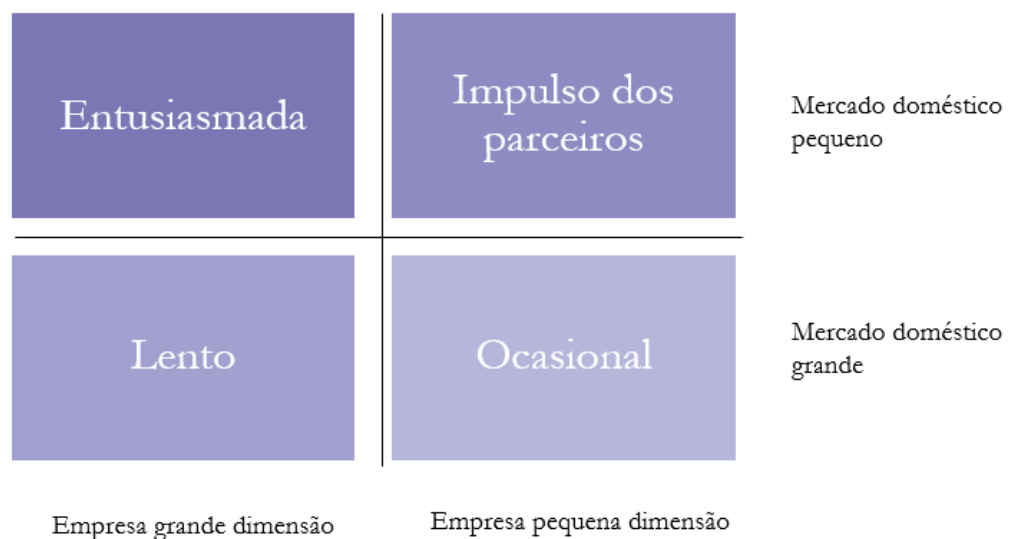 Entusiasmada
Impulso dos
parceiros
Mercado doméstico
pequeno
Lento
Ocasional
Mercado doméstico
grande
Empresa grande dimensão
Empresa pequena dimensão